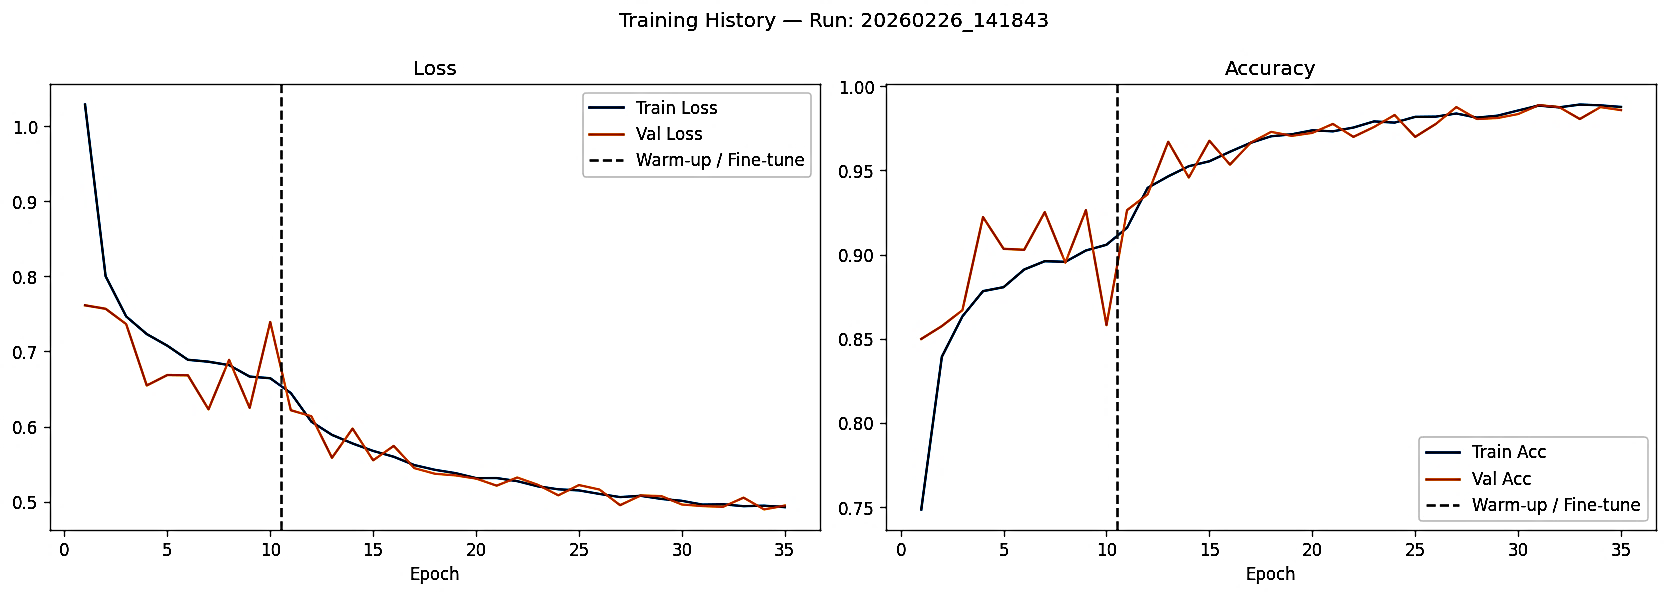 Training History — Run: 20260226_141843
Loss
1.0
0.9
0.8
0.7
0.6
0.5
0
5
10
15
20
25
30
35
Epoch
Train Loss
Val Loss
Warm-up / Fine-tune
Accuracy
1.00
0.95
0.90
0.85
0.80
0.75
0
5
10
15
20
25
30
35
Epoch
Train Acc
Val Acc
Warm-up / Fine-tune